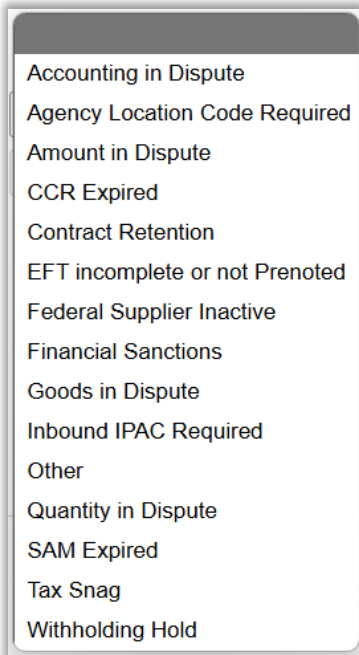 Accounting in Dispute
Agency Location Code Required
Amount in Dispute
CCR Expired
Contract Retention
EFT incomplete or not Prenoted
Federal Supplier Inactive
Financial Sanctions
Goods in Dispute
Inbound IPAC Required
Other
Quantity in Dispute
SAM Expired
Tax Snag
Withholding Hold